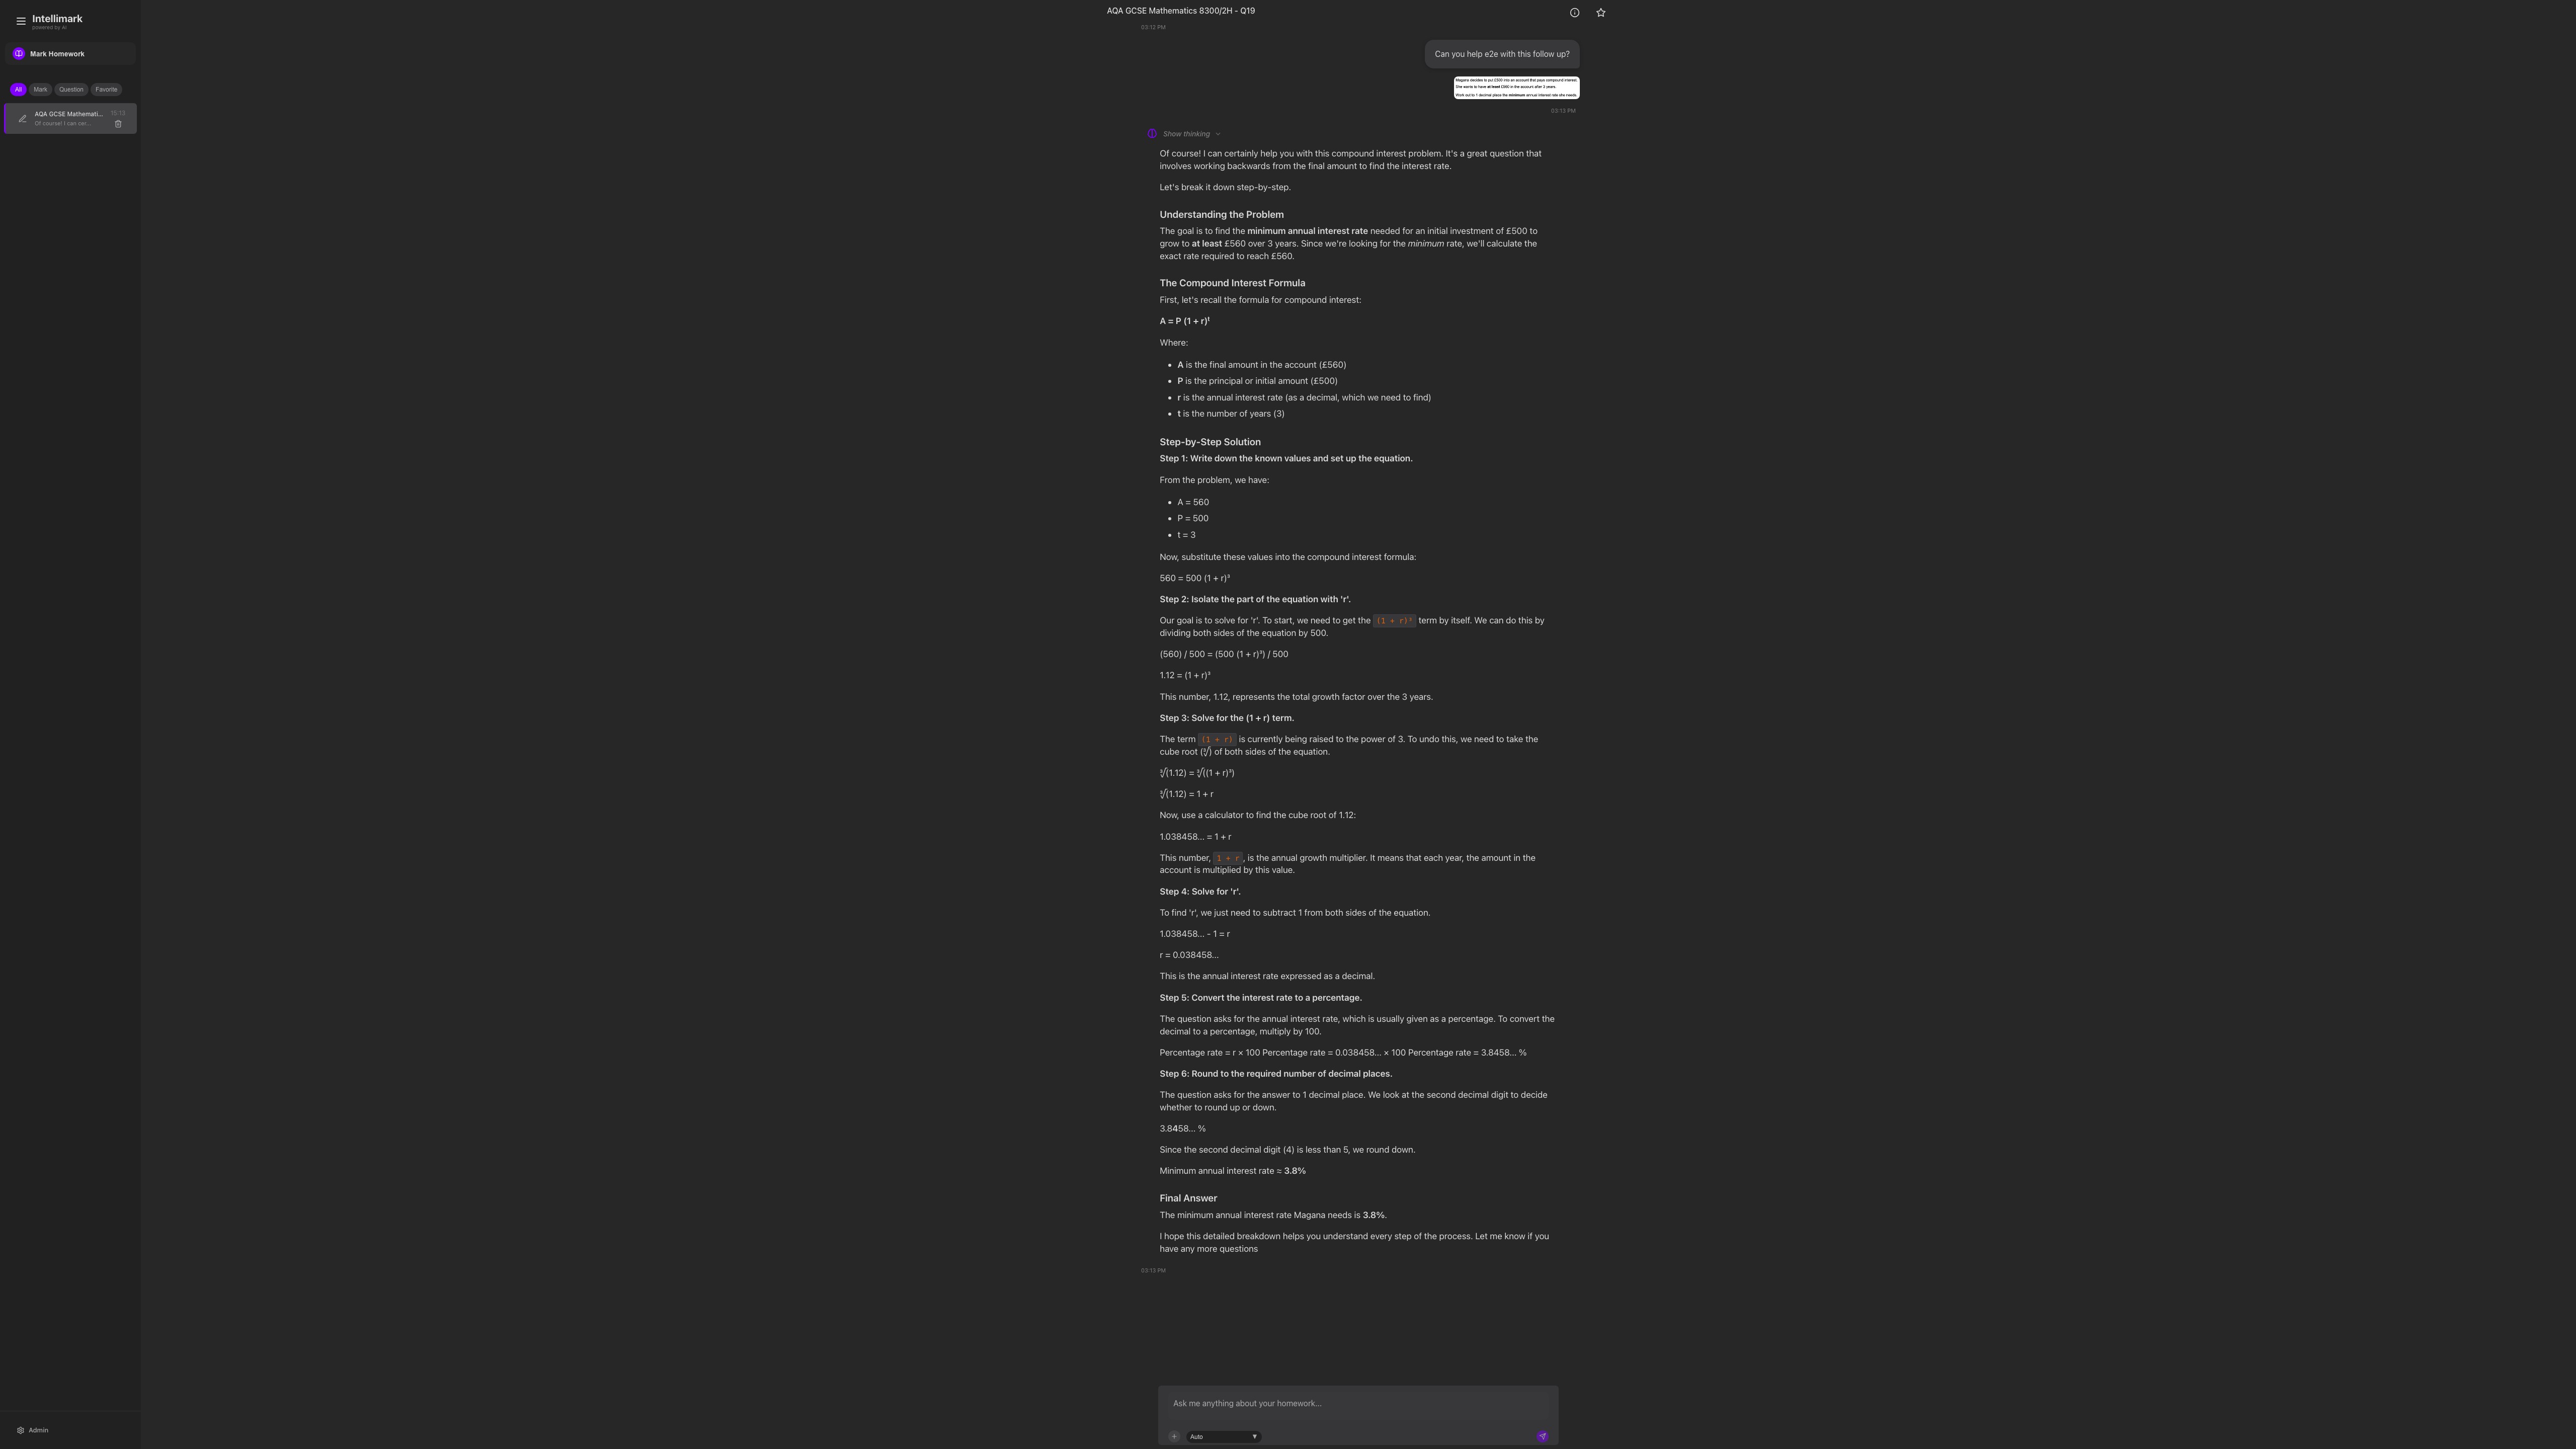 Intellimark
powered by AI
Mark Homework
All
Mark
Question
Favorite
AQA GCSE Mathemati...
15:13
Of course! I can cer...
Admin
AQA GCSE Mathematics 8300/2H - Q19
03:12 PM
Can you help e2e with this follow up?
Magana decides to put £500 into an account that pays compound interest.
She wants to have at least £560 in the account after 3 years.
Work out to 1 decimal place the minimum annual interest rate she needs.
03:13 PM
Show thinking
Of course! I can certainly help you with this compound interest problem. It's a great question that
involves working backwards from the final amount to find the interest rate.
Let's break it down step-by-step.
Understanding the Problem
The goal is to find the minimum annual interest rate needed for an initial investment of £500 to
grow to at least £560 over 3 years. Since we're looking for the minimum rate, we'll calculate the
exact rate required to reach £560.
The Compound Interest Formula
First, let's recall the formula for compound interest:
A = P (1 + r)ᵗ
Where:
• A is the final amount in the account (£560)
• P is the principal or initial amount (£500)
• r is the annual interest rate (as a decimal, which we need to find)
• t is the number of years (3)
Step-by-Step Solution
Step 1: Write down the known values and set up the equation.
From the problem, we have:
• A = 560
• P = 500
• t = 3
Now, substitute these values into the compound interest formula:
560 = 500 (1 + r)³
Step 2: Isolate the part of the equation with 'r'.
Our goal is to solve for 'r'. To start, we need to get the (1 + r)³ term by itself. We can do this by
dividing both sides of the equation by 500.
(560) / 500 = (500 (1 + r)³) / 500
1.12 = (1 + r)³
This number, 1.12, represents the total growth factor over the 3 years.
Step 3: Solve for the (1 + r) term.
The term (1 + r) is currently being raised to the power of 3. To undo this, we need to take the
cube root (∛) of both sides of the equation.
∛(1.12) = ∛((1 + r)³)
∛(1.12) = 1 + r
Now, use a calculator to find the cube root of 1.12:
1.038458... = 1 + r
This number, 1 + r, is the annual growth multiplier. It means that each year, the amount in the
account is multiplied by this value.
Step 4: Solve for 'r'.
To find 'r', we just need to subtract 1 from both sides of the equation.
1.038458... - 1 = r
r = 0.038458...
This is the annual interest rate expressed as a decimal.
Step 5: Convert the interest rate to a percentage.
The question asks for the annual interest rate, which is usually given as a percentage. To convert the
decimal to a percentage, multiply by 100.
Percentage rate = r × 100 Percentage rate = 0.038458... × 100 Percentage rate = 3.8458... %
Step 6: Round to the required number of decimal places.
The question asks for the answer to 1 decimal place. We look at the second decimal digit to decide
whether to round up or down.
3.8458... %
Since the second decimal digit (4) is less than 5, we round down.
Minimum annual interest rate ≈ 3.8%
Final Answer
The minimum annual interest rate Magana needs is 3.8%.
I hope this detailed breakdown helps you understand every step of the process. Let me know if you
have any more questions
03:13 PM
Ask me anything about your homework...
Auto